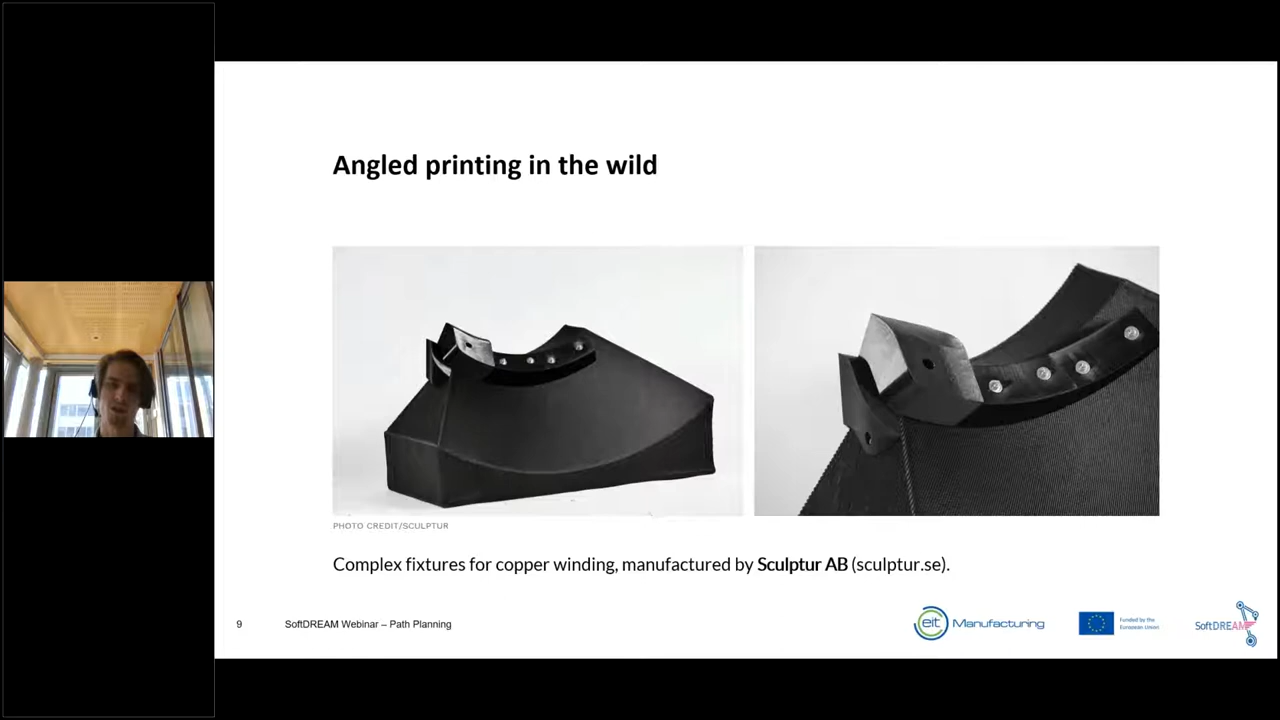 Angled printing in the wild
PHOTO CREDIT/SCULPTUR
Complex fixtures for copper winding, manufactured by Sculptur AB (sculptur.se).
9 SoftDREAM Webinar – Path Planning
eit Manufacturing
Funded by the
European Union
SoftDREAM